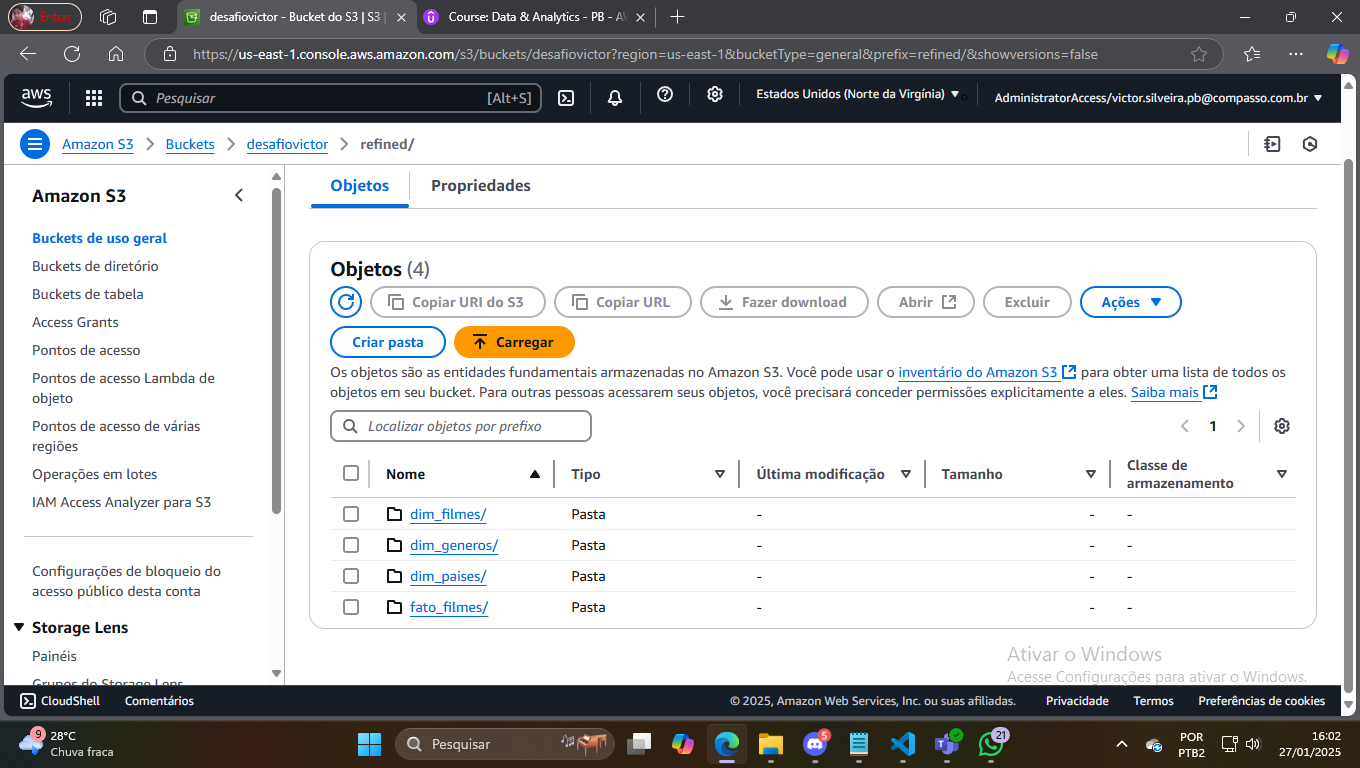 Entrar
desafiovictor - Bucket do S3 | S3 |
Course: Data & Analytics - PB - AV
https://us-east-1.console.aws.amazon.com/s3/buckets/desafiovictor?region=us-east-1&bucketType=general&prefix=refined/&showversions=false
aws
Pesquisar
[Alt+S]
Estados Unidos (Norte da Virgínia)
AdministratorAccess/victor.silveira.pb@compasso.com.br
Amazon S3
Buckets
desafiovictor
refined/
Amazon S3
Buckets de uso geral
Buckets de diretório
Buckets de tabela
Access Grants
Pontos de acesso
Pontos de acesso Lambda de
objeto
Pontos de acesso de várias
regiões
Operações em lotes
IAM Access Analyzer para S3
Configurações de bloqueio do
acesso público desta conta
Storage Lens
Painéis
Grupos do Storage Lens
Objetos
Propriedades
Objetos (4)
Copiar URI do S3
Copiar URL
Fazer download
Abrir
Excluir
Ações
Criar pasta
Carregar
Os objetos são as entidades fundamentais armazenadas no Amazon S3. Você pode usar o inventário do Amazon S3 para obter uma lista de todos os
objetos em seu bucket. Para outras pessoas acessarem seus objetos, você precisará conceder permissões explicitamente a eles. Saiba mais
Localizar objetos por prefixo
1
Nome
Tipo
Última modificação
Tamanho
Classe de
armazenamento
dim_filmes/ Pasta - - -
dim_generos/ Pasta - - -
dim_paises/ Pasta - - -
fato_filmes/ Pasta - - -
Ativar o Windows
Acesse Configurações para ativar o Windows.
CloudShell
Comentários
© 2025, Amazon Web Services, Inc. ou suas afiliadas.
Privacidade
Termos
Preferências de cookies
9
28°C
Chuva fraca
Pesquisar
5
21
POR
PTB2
16:02
27/01/2025